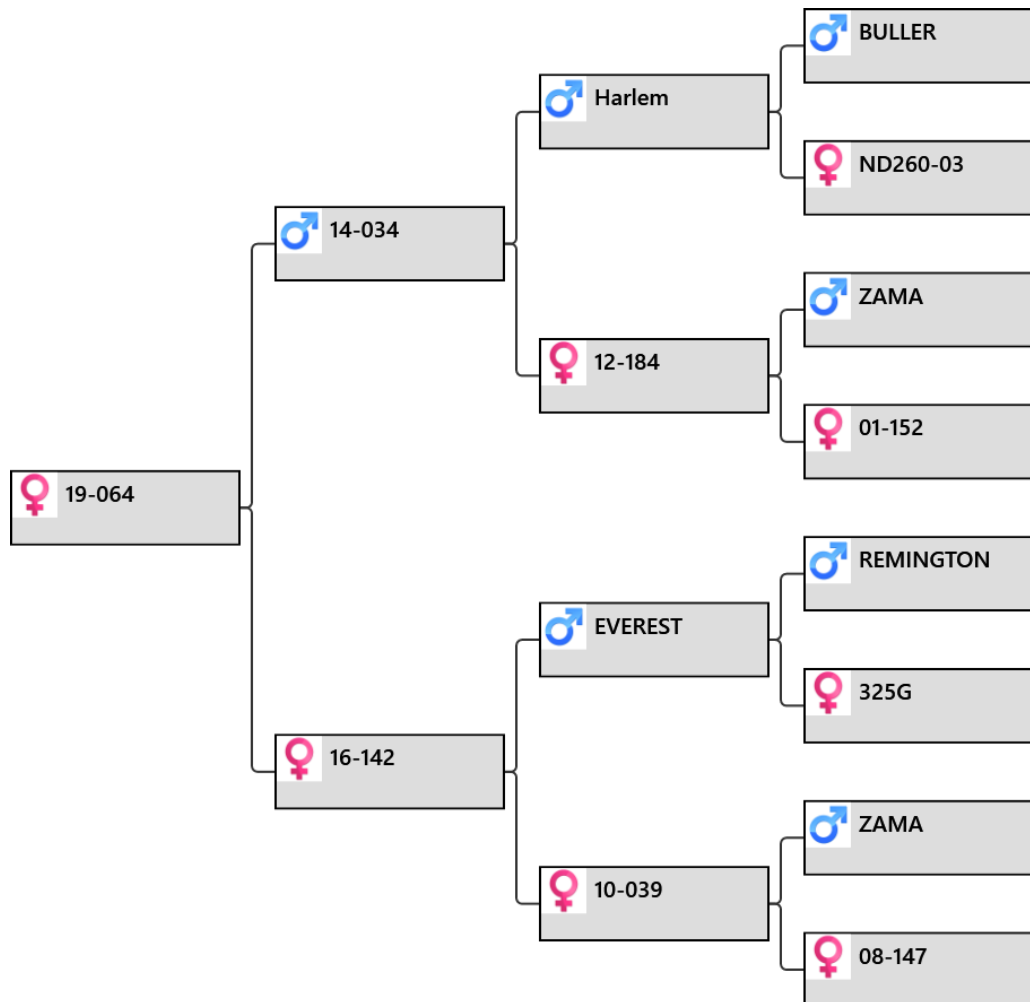 BULLER
Harlem
ND260-03
14-034
ZAMA
12-184
01-152
19-064
REMINGTON
EVEREST
325G
16-142
ZAMA
10-039
08-147